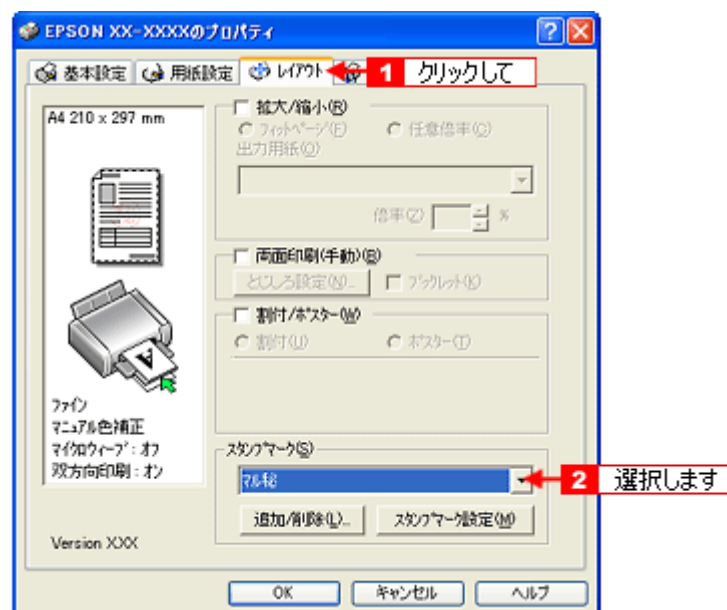 EPSON XX-XXXXのプロパティ
基本設定 用紙設定 レイアウト 1 クリックして
A4 210 x 297 mm
拡大/縮小(R)
フィットページ(F) 任意倍率(C)
出力用紙(O)
倍率(Z) %
両面印刷(手動)(B)
とじしろ設定(N)... ブックレット(K)
割付/ポスター(W)
割付(U) ポスター(T)
ファイン
マニュアル色補正
マイクロウィーブ：オフ
双方向印刷：オン
スタンプマーク(S)
マル秘 2 選択します
追加/削除(L)... スタンプマーク設定(M)
Version XXX
OK キャンセル ヘルプ